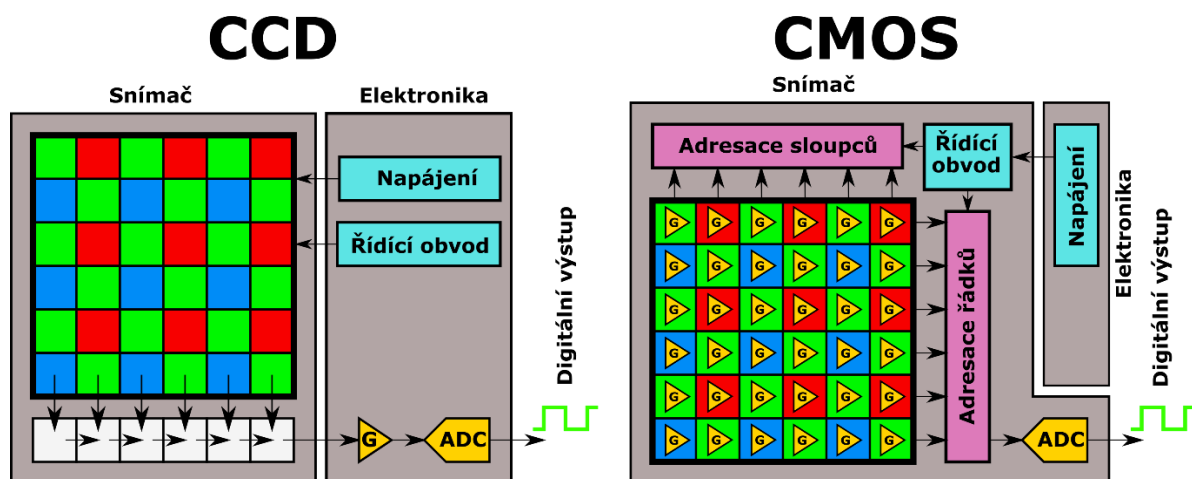 CCD
Snímač
Elektronika
Napájení
Řídící obvod
Digitální výstup
G
ADC
CMOS
Snímač
Adresace sloupců
Řídící
obvod
Napájení
Elektronika
G G G G G G
G G G G G G
G G G G G G
G G G G G G
G G G G G G
G G G G G G
Adresace řádků
Digitální výstup
ADC